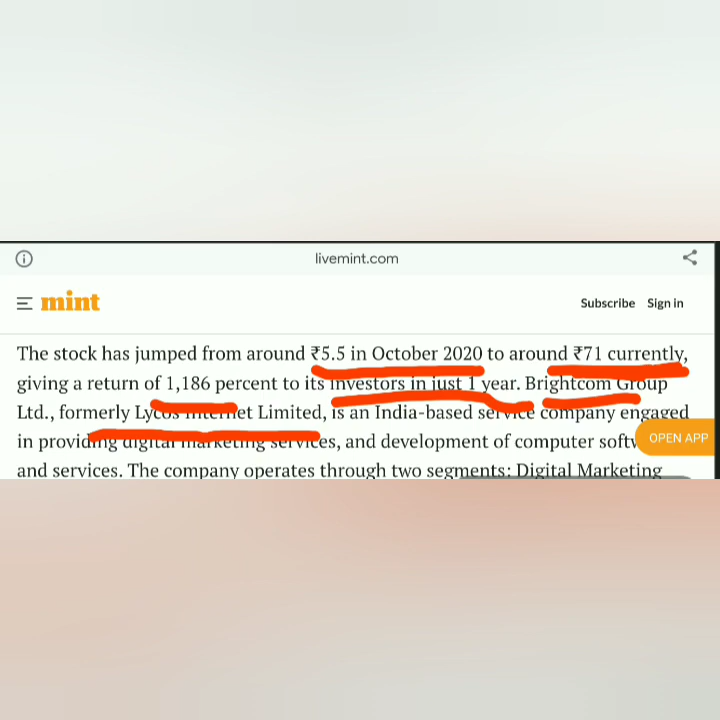 livemint.com
mint
Subscribe Sign in
The stock has jumped from around ₹5.5 in October 2020 to around ₹71 currently,
giving a return of 1,186 percent to its investors in just 1 year. Brightcom Group
Ltd., formerly Lycos Internet Limited, is an India-based service company engaged
in providing digital marketing services, and development of computer
OPEN APP
and services. The company operates through two segments: Digital Marketing